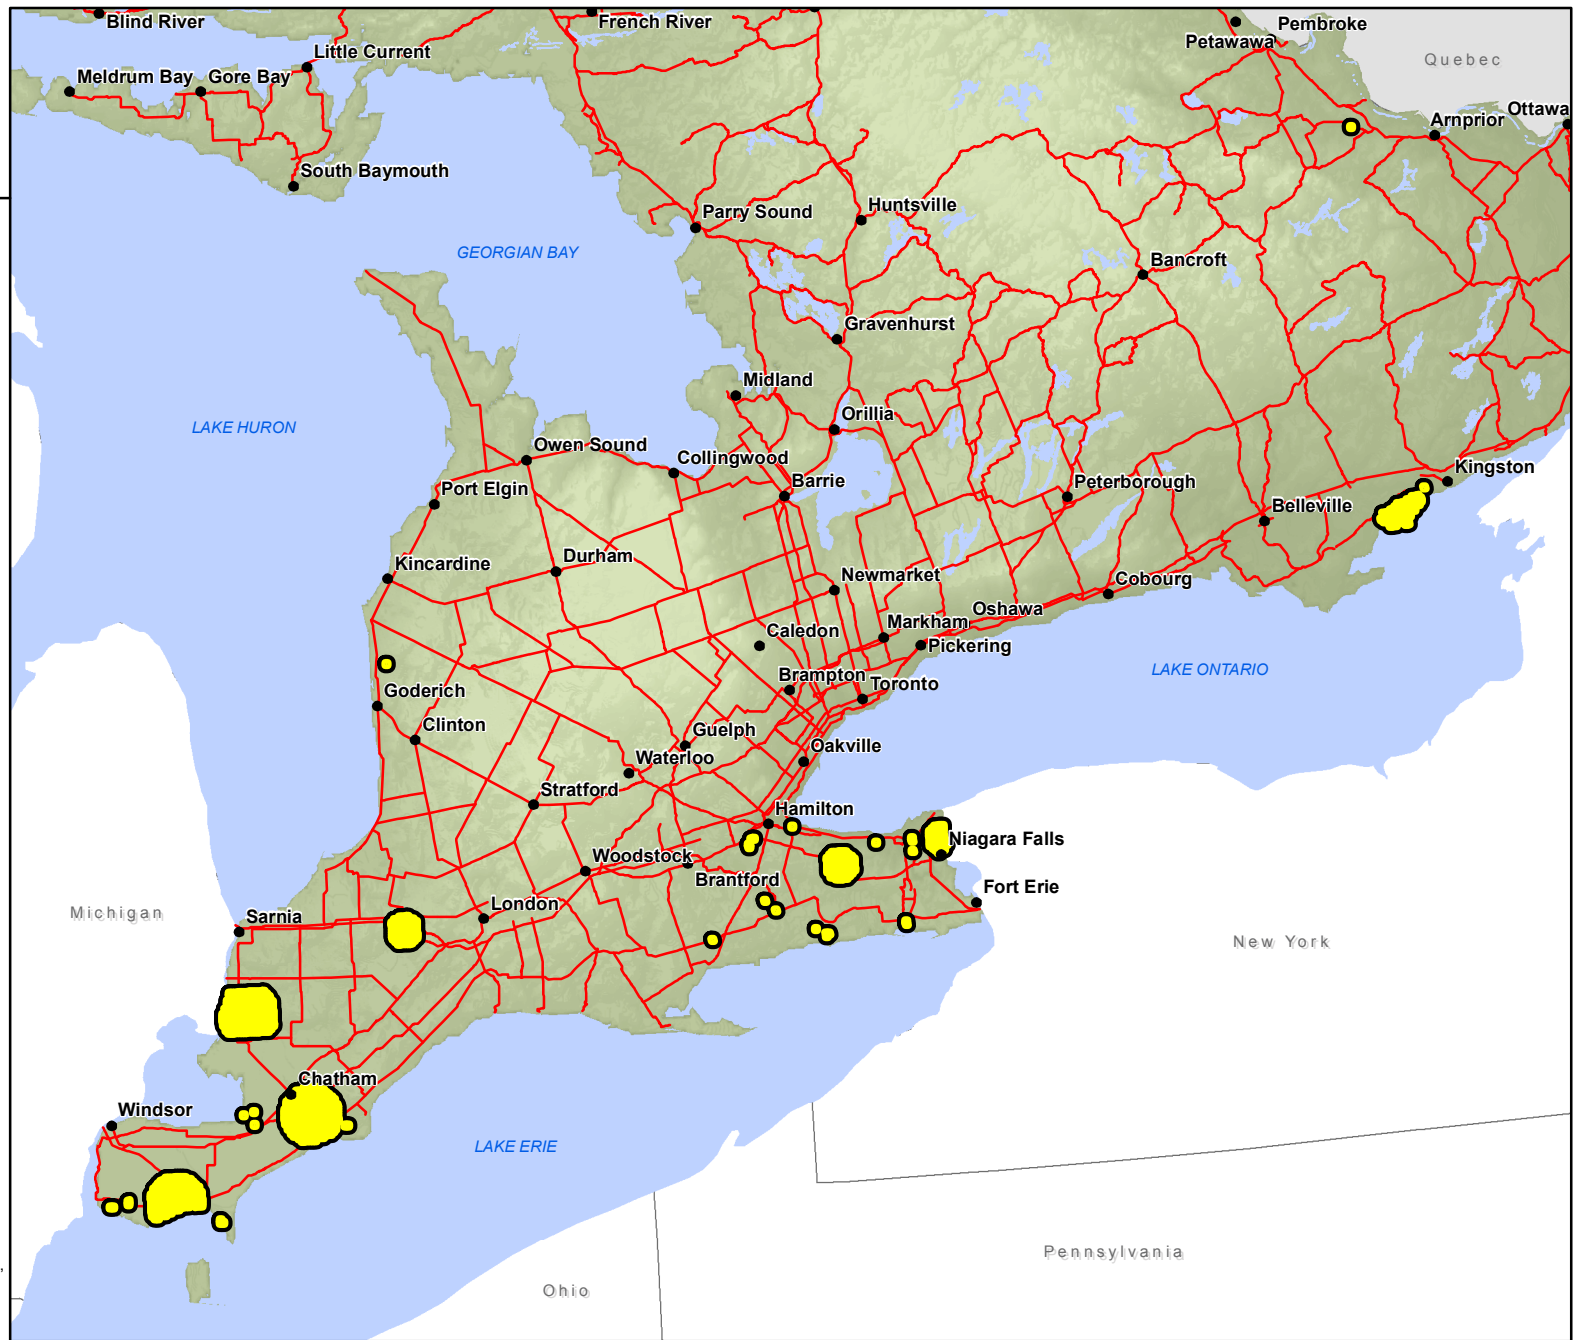 Blind River
French River
Pembroke
Petawawa
Quebec
Little Current
Meldrum Bay
Gore Bay
Ottawa
Arnprior
South Baymouth
Parry Sound
Huntsville
GEORGIAN BAY
Bancroft
Gravenhurst
Midland
Orillia
LAKE HURON
Owen Sound
Collingwood
Kingston
Barrie
Peterborough
Port Elgin
Belleville
Durham
Kincardine
Newmarket
Cobourg
Oshawa
Markham
Caledon
Pickering
LAKE ONTARIO
Brampton
Toronto
Goderich
Clinton
Guelph
Oakville
Waterloo
Stratford
Hamilton
Niagara Falls
Woodstock
Brantford
Fort Erie
London
Michigan
Sarnia
New York
Chatham
Windsor
LAKE ERIE
Pennsylvania
Ohio
,